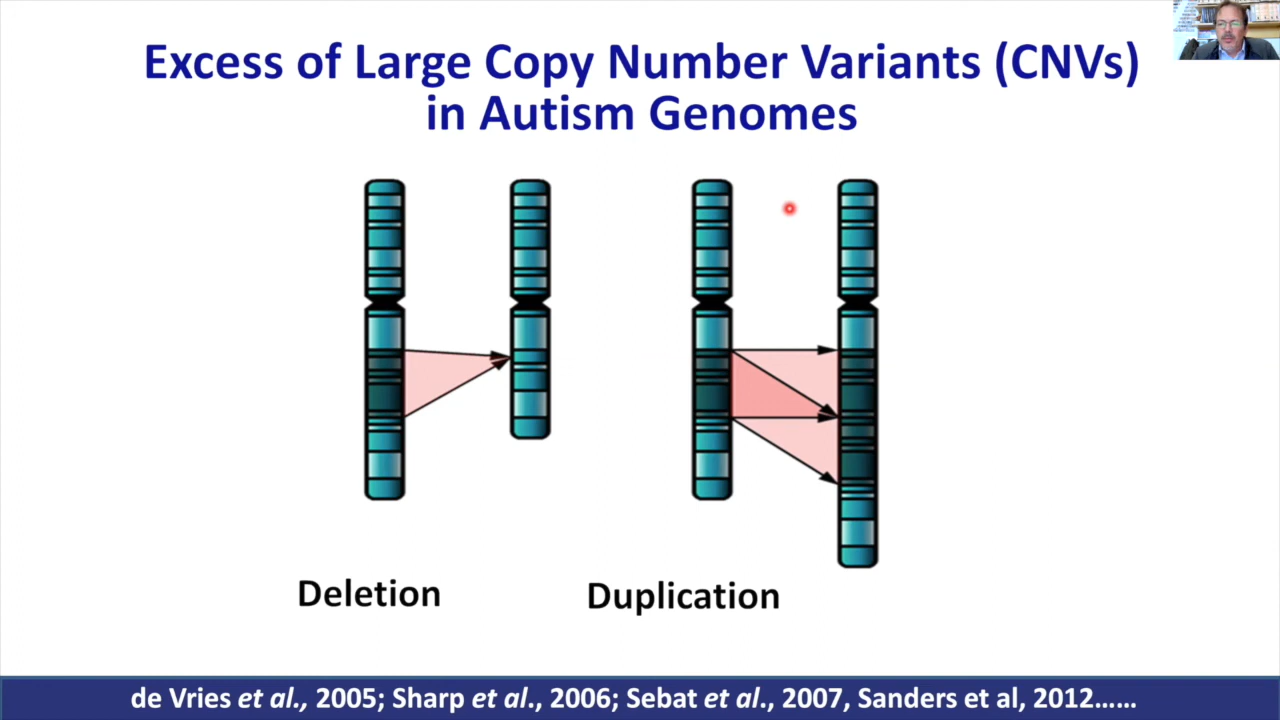 Excess of Large Copy Number Variants (CNVs)
in Autism Genomes
Deletion
Duplication
de Vries et al., 2005; Sharp et al., 2006; Sebat et al., 2007, Sanders et al, 2012......